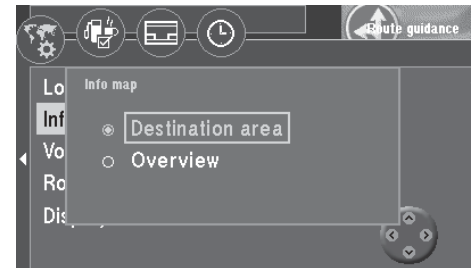 Route guidance
Lo
Info map
Inf
Destination area
Vo
Overview
Ro
Dis